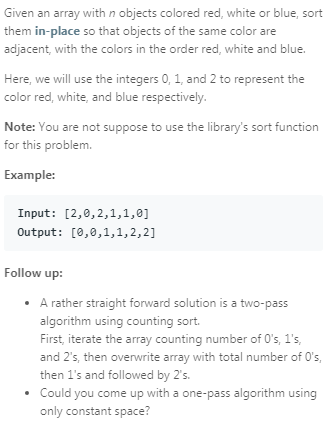 Given an array with n objects colored red, white or blue, sort
them in-place so that objects of the same color are
adjacent, with the colors in the order red, white and blue.
Here, we will use the integers 0, 1, and 2 to represent the
color red, white, and blue respectively.
Note: You are not suppose to use the library's sort function
for this problem.
Example:
Input: [2,0,2,1,1,0]
Output: [0,0,1,1,2,2]
Follow up:
• A rather straight forward solution is a two-pass
algorithm using counting sort.
First, iterate the array counting number of 0's, 1's,
and 2's, then overwrite array with total number of 0's,
then 1's and followed by 2's.
• Could you come up with a one-pass algorithm using
only constant space?